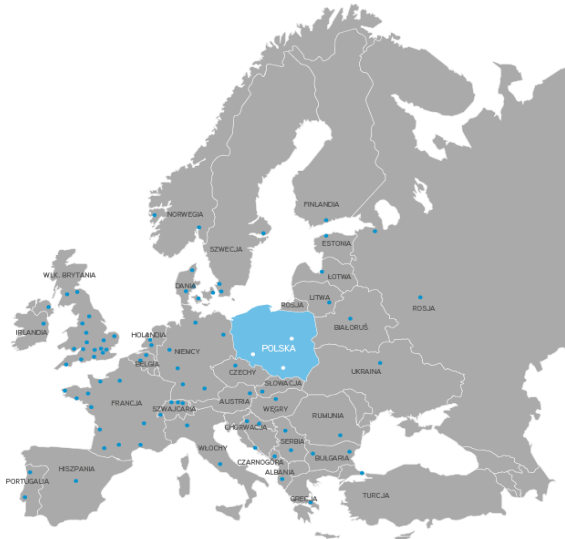 FINLANDIA
NORWEGIA
SZWECJA
ESTONIA
ŁOTWA
WLK. BRYTANIA
DANIA
LITWA
ROSJA
ROSJA
IRLANDIA
HOLANDIA
BIAŁORUŚ
NIEMCY
POLSKA
BELGIA
CZECHY
UKRAINA
SŁOWACJA
FRANCJA
SZWAJCARIA
AUSTRIA
WĘGRY
RUMUNIA
CHORWACJA
SERBIA
WŁOCHY
BUŁGARIA
CZARNOGÓRA
HISZPANIA
ALBANIA
PORTUGALIA
GRECJA
TURCJA